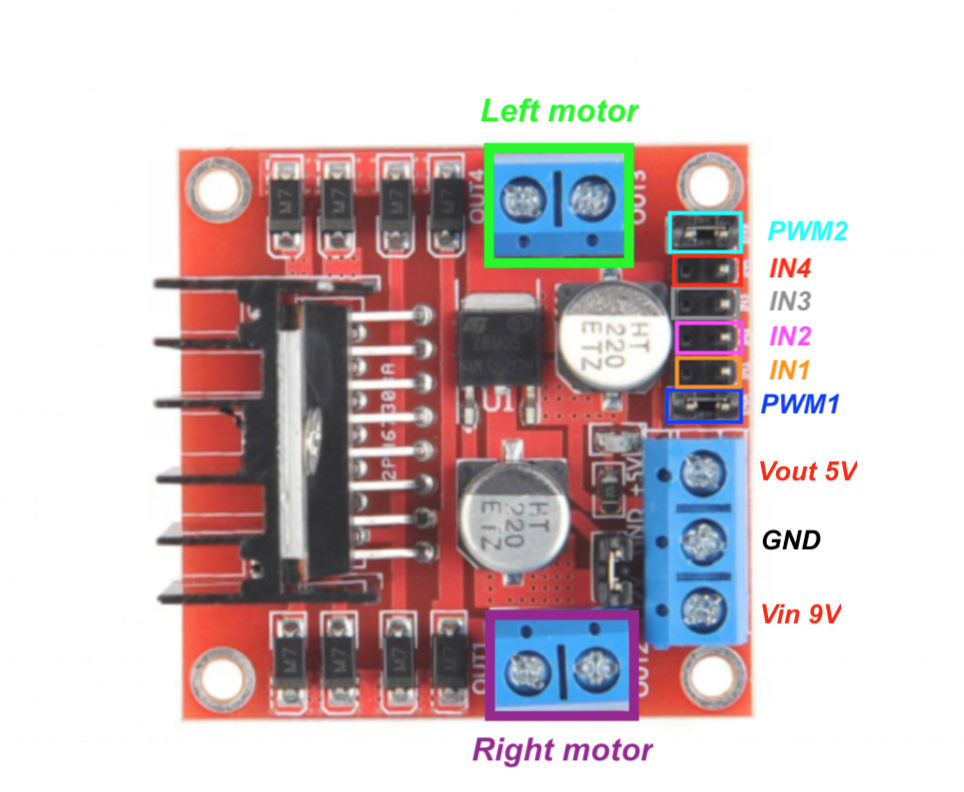 Left motor
OUT4
OUT3
M7
M7
M7
M7
PWM2
IN4
IN3
IN2
IN1
PWM1
78M05
HT
220
ETZ
U1
+5V
GND
HT
220
ETZ
Vout 5V
GND
Vin 9V
M7
M7
M7
M7
OUT1
OUT2
Right motor